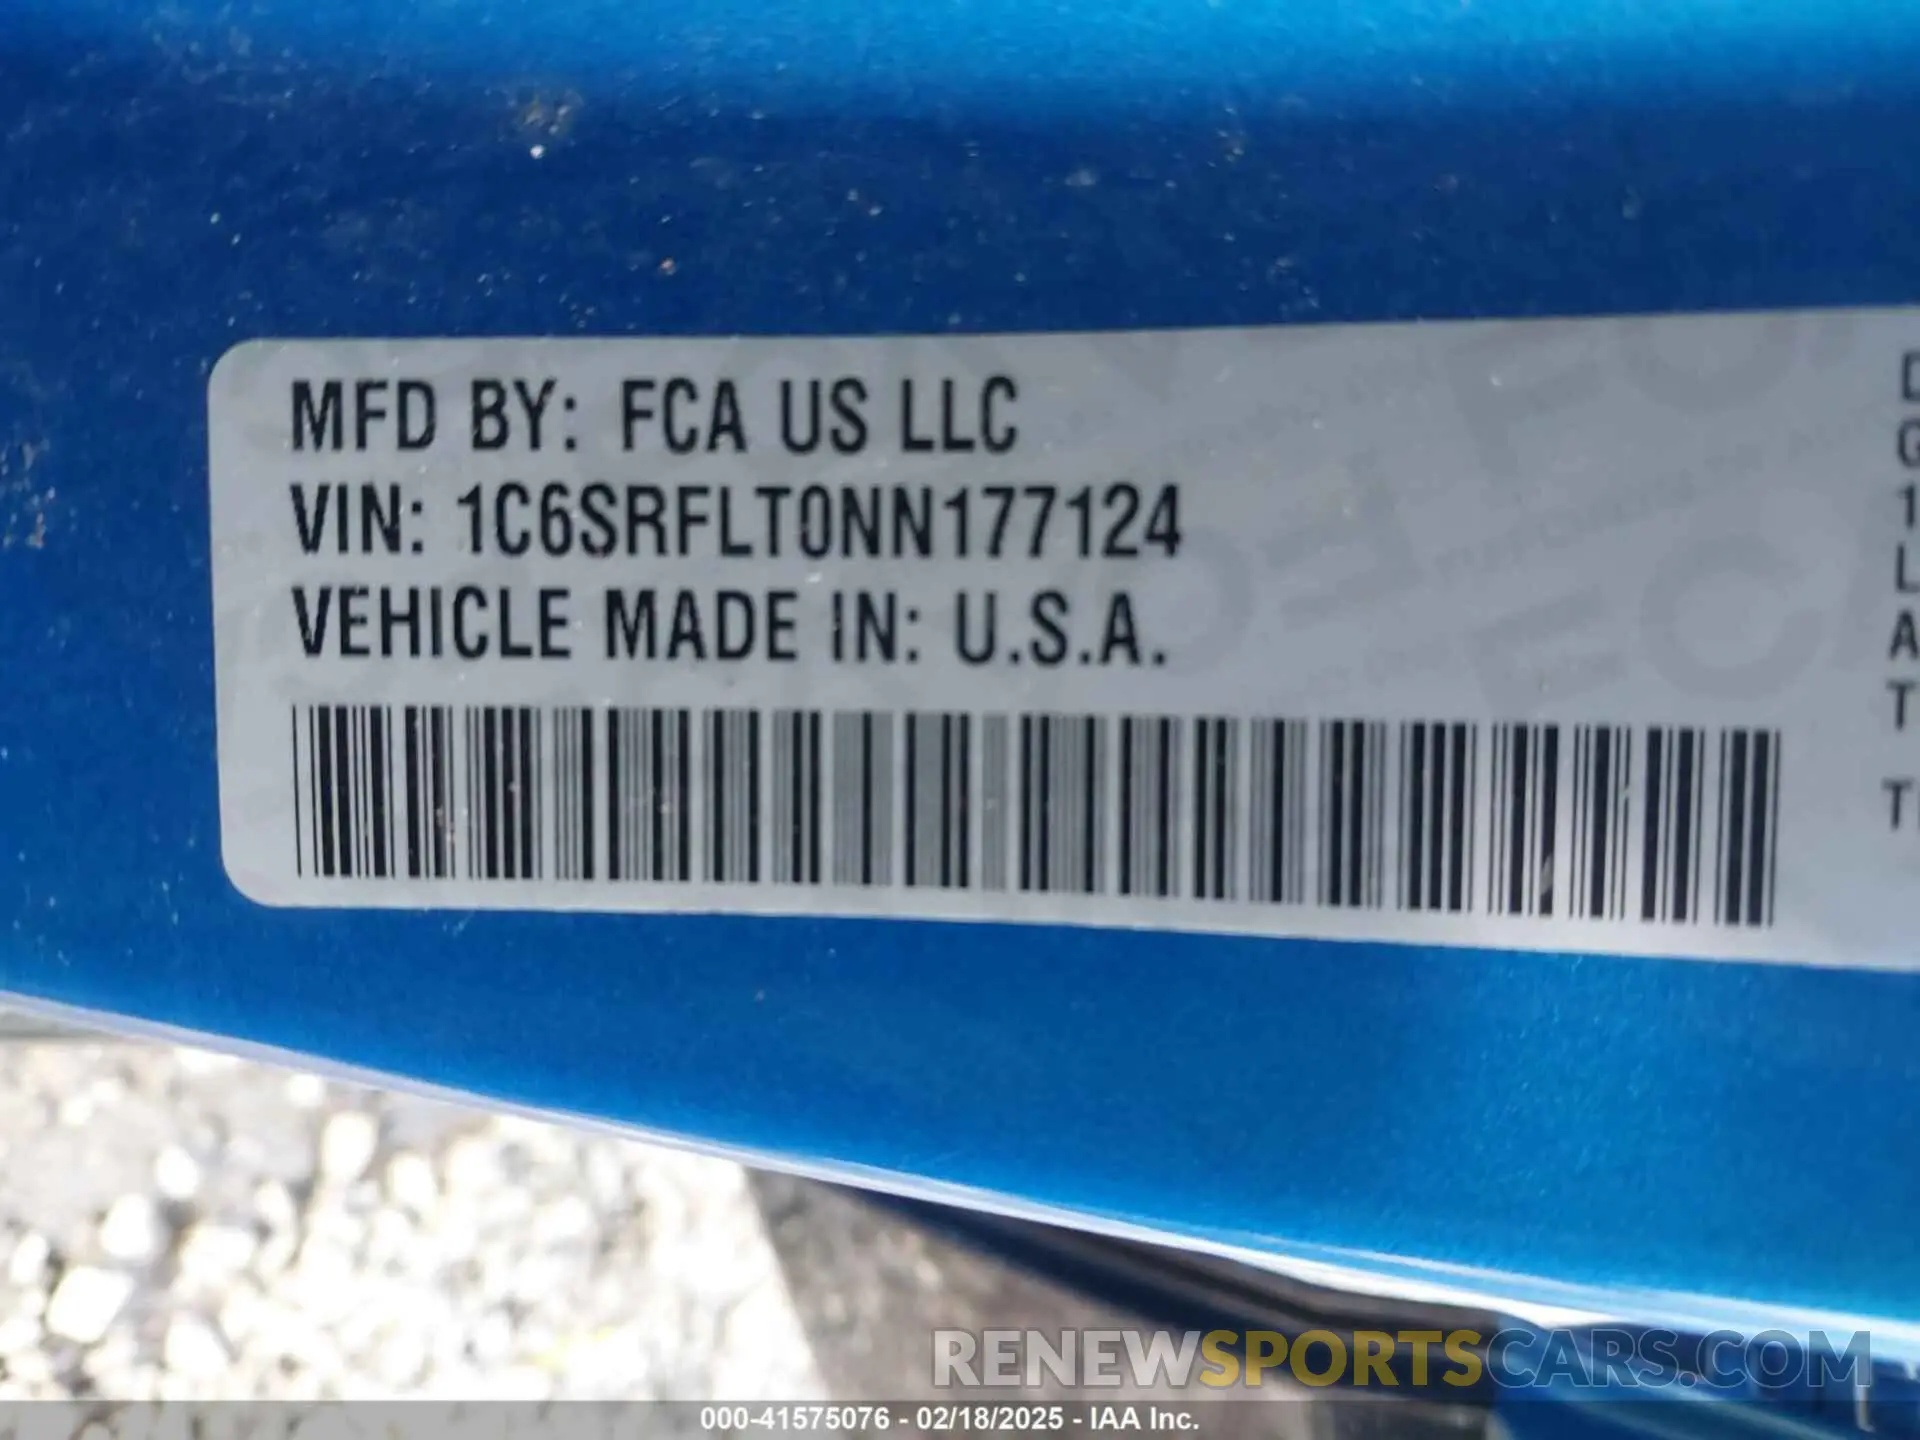 MFD BY: FCA US LLC
VIN: 1C6SRFLT0NN177124
VEHICLE MADE IN: U.S.A.
RENEWSPORTSCARS.COM
000-41575076 - 02/18/2025 - IAA Inc.